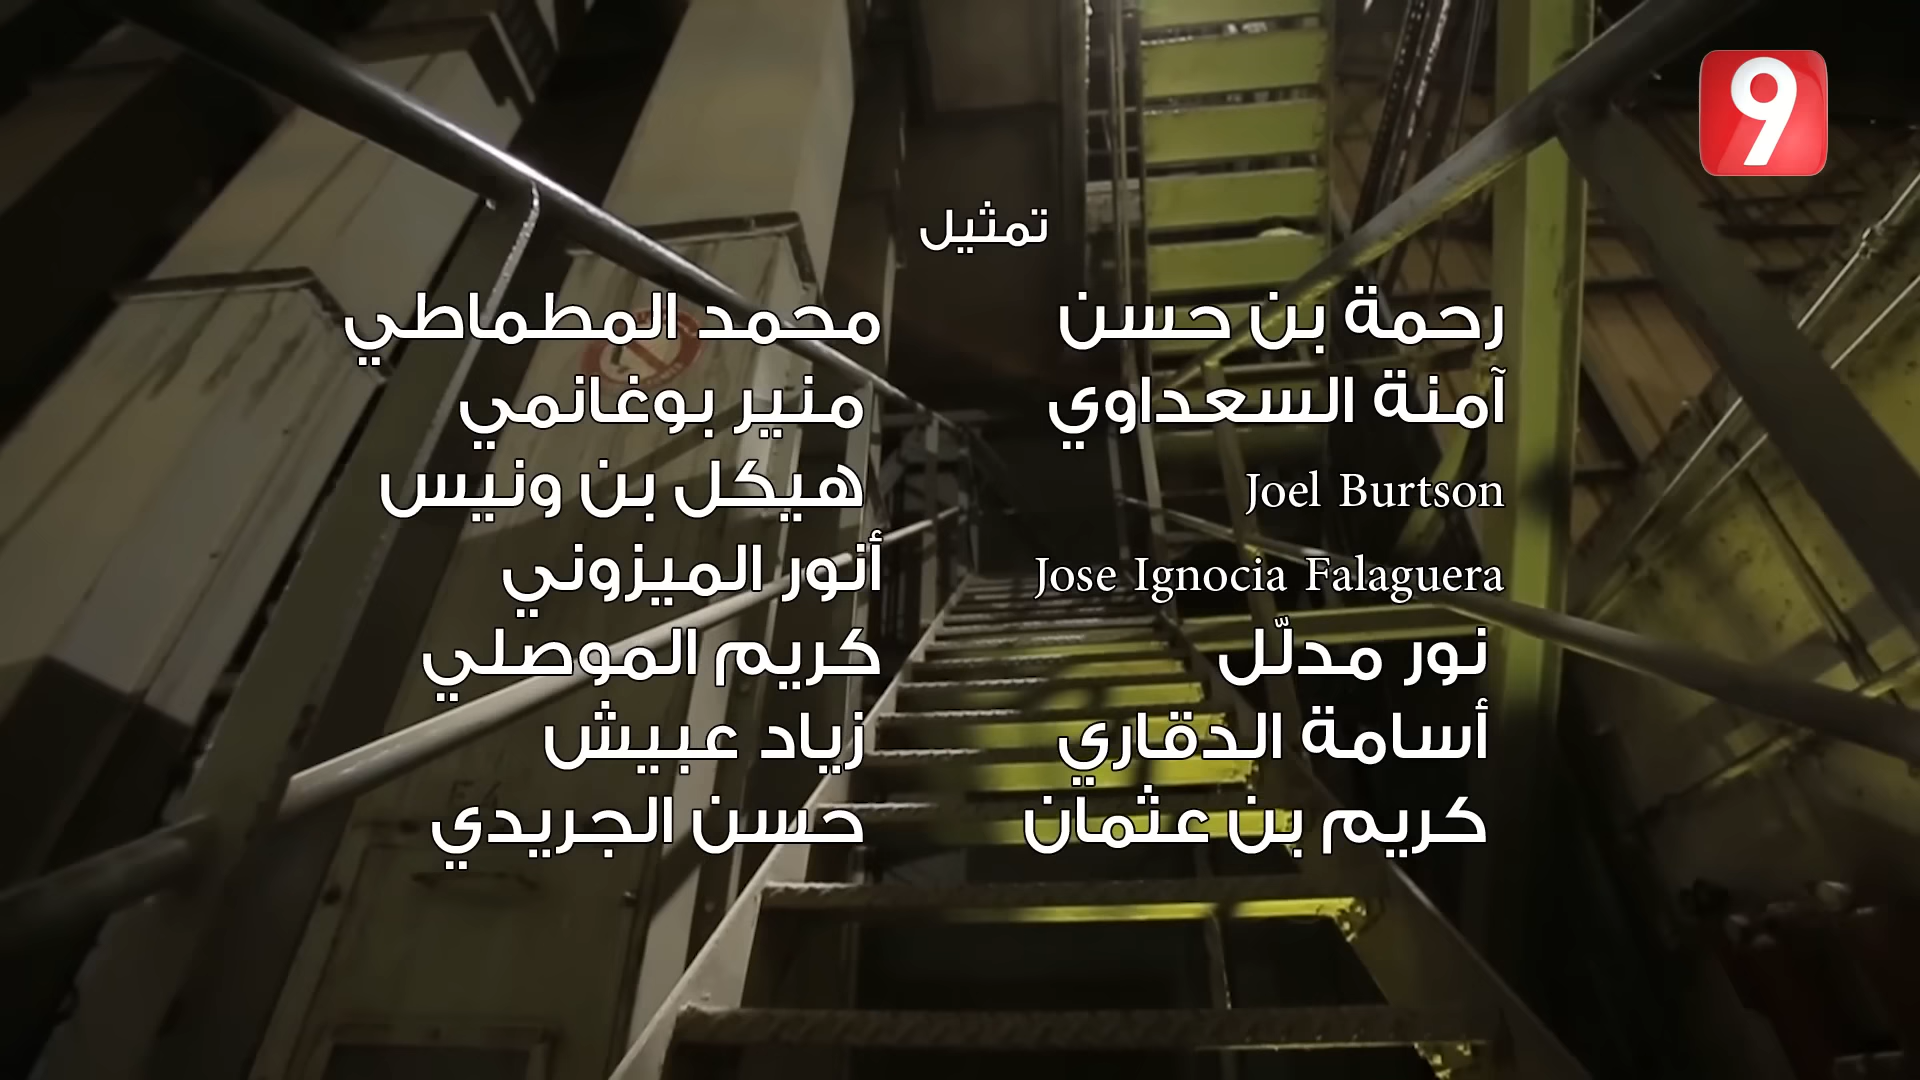 9
تمثيل
رحمة بن حسن
آمنة السعداوي
Joel Burtson
Jose Ignocia Falaguera
نور مدلّل
أسامة الدقاري
كريم بن عثمان
محمد المطماطي
منير بوغانمي
هيكل بن ونيس
أنور الميزوني
كريم الموصلي
زياد عبيش
حسن الجريدي